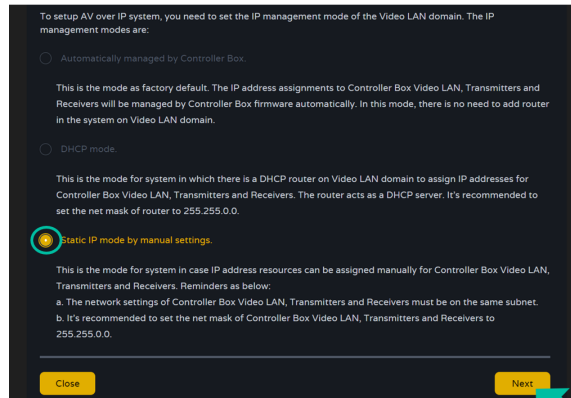 To setup AV over IP system, you need to set the IP management mode of the Video LAN domain. The IP
management modes are:
Automatically managed by Controller Box.
This is the mode as factory default. The IP address assignments to Controller Box Video LAN, Transmitters and
Receivers will be managed by Controller Box firmware automatically. In this mode, there is no need to add router
in the system on Video LAN domain.
DHCP mode.
This is the mode for system in which there is a DHCP router on Video LAN domain to assign IP addresses for
Controller Box Video LAN, Transmitters and Receivers. The router acts as a DHCP server. It's recommended to
set the net mask of router to 255.255.0.0.
Static IP mode by manual settings.
This is the mode for system in case IP address resources can be assigned manually for Controller Box Video LAN,
Transmitters and Receivers. Reminders as below:
a. The network settings of Controller Box Video LAN, Transmitters and Receivers must be on the same subnet.
b. It's recommended to set the net mask of Controller Box Video LAN, Transmitters and Receivers to
255.255.0.0.
Close
Next